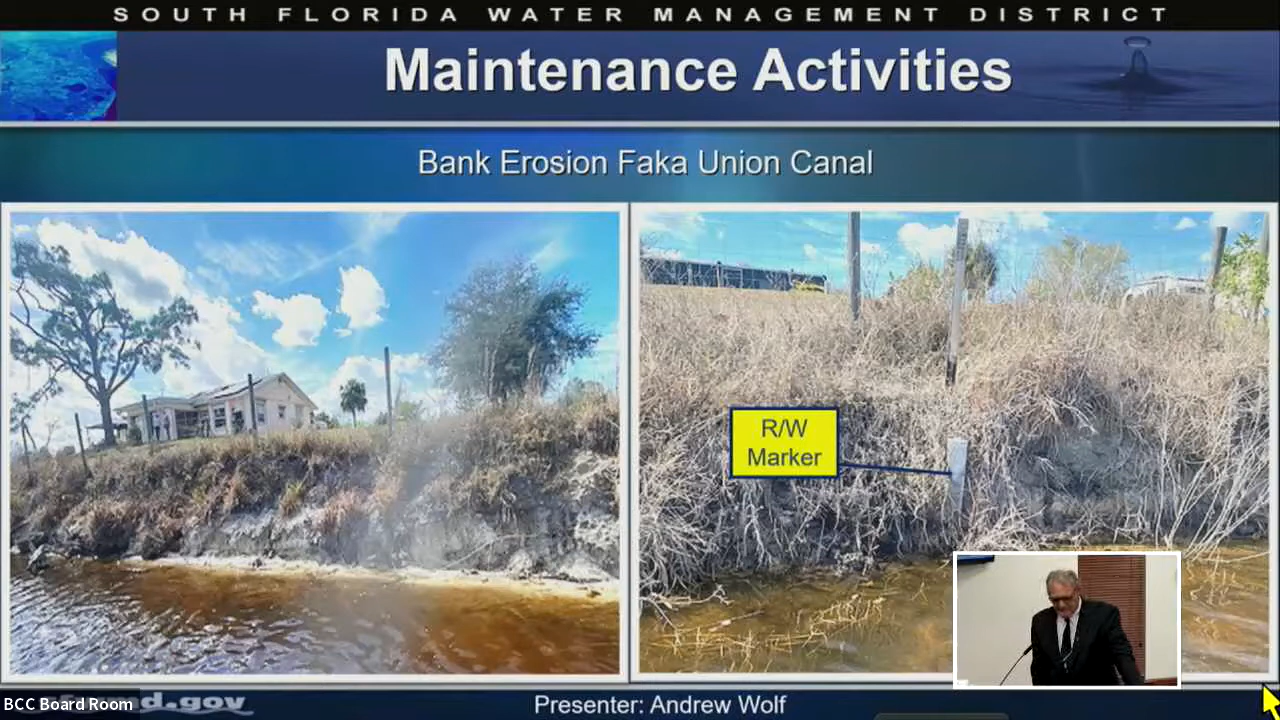 SOUTH FLORIDA WATER MANAGEMENT DISTRICT
Maintenance Activities
Bank Erosion Faka Union Canal
R/W
Marker
BCC Board Room
Presenter: Andrew Wolf